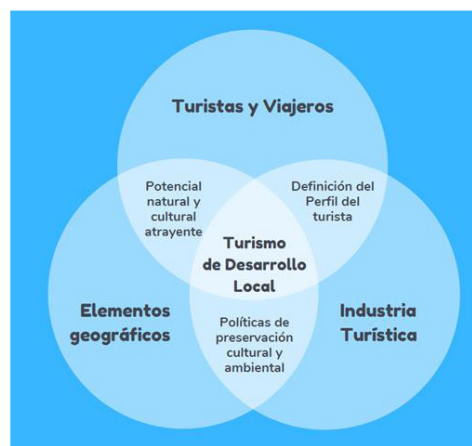 Turistas y Viajeros
Potencial
natural y
cultural
atrayente
Definición del
Perfil del
turista
Turismo
de Desarrollo
Local
Elementos
geográficos
Industria
Turística
Políticas de
preservación
cultural y
ambiental